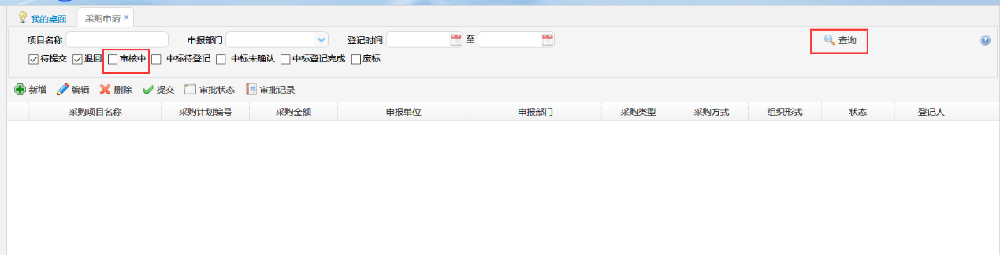 我的桌面 采购申请 ×
项目名称 申报部门 登记时间 至 查询
待提交 退回 审核中 中标待登记 中标未确认 中标登记完成 废标
新增 编辑 删除 提交 审批状态 审批记录
采购项目名称 采购计划编号 采购金额 申报单位 申报部门 采购类型 采购方式 组织形式 状态 登记人